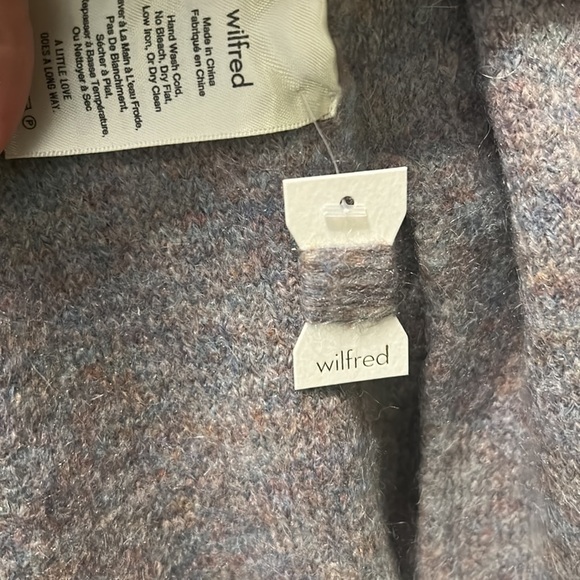 wilfred
Made in China
Fabriqué en Chine
Hand Wash Cold,
No Bleach, Dry Flat,
Low Iron, Or Dry Clean
à La Main à L'eau Froide,
Pas De Blanchiment,
Sécher à Plat,
à Basse Température,
Ou Nettoyer à Sec
A LITTLE LOVE
GOES A LONG WAY.
P
wilfred